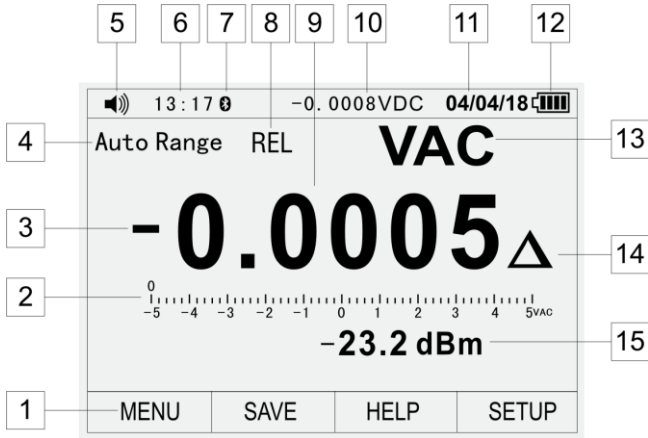 5 6 7 8 9 10 11 12
13:17 -0.0008VDC 04/04/18
4 Auto Range REL VAC 13
3 -0.0005Δ 14
0
2 -5 -4 -3 -2 -1 0 1 2 3 4 5VAC
-23.2 dBm 15
1 MENU SAVE HELP SETUP